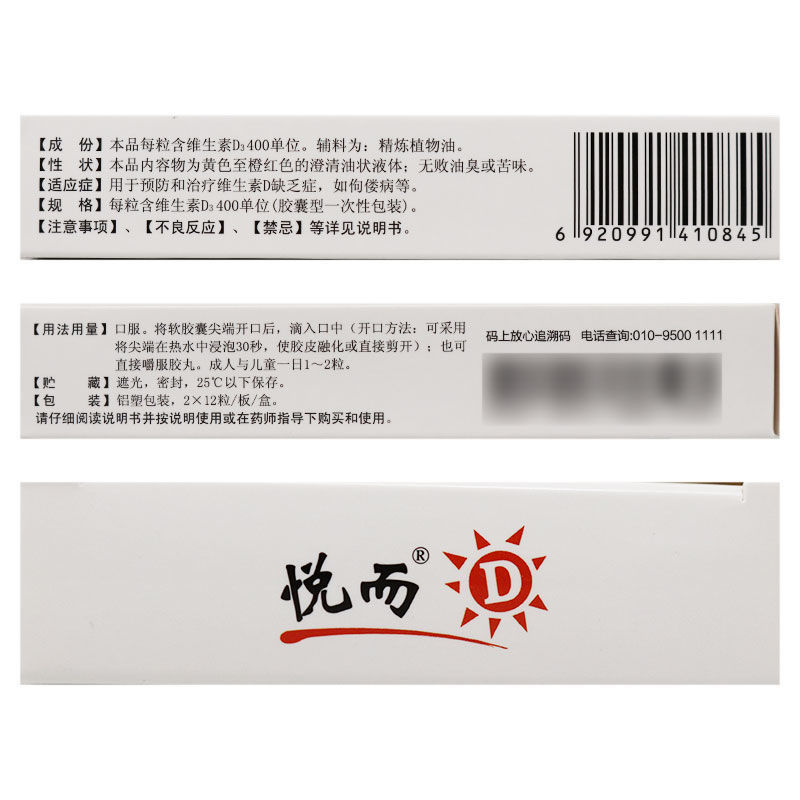 【成　份】本品每粒含维生素D₃400单位。辅料为：精炼植物油。
【性　状】本品内容物为黄色至橙红色的澄清油状液体；无败油臭或苦味。
【适应症】用于预防和治疗维生素D缺乏症，如佝偻病等。
【规　格】每粒含维生素D₃400单位(胶囊型一次性包装)。
【注意事项】、【不良反应】、【禁忌】等详见说明书。
6 920991 410845
【用法用量】口服。将软胶囊尖端开口后，滴入口中（开口方法：可采用
将尖端在热水中浸泡30秒，使胶皮融化或直接剪开）；也可
直接嚼服胶丸。成人与儿童一日1～2粒。
【贮　藏】遮光，密封，25℃以下保存。
【包　装】铝塑包装，2×12粒/板/盒。
请仔细阅读说明书并按说明使用或在药师指导下购买和使用。
码上放心追溯码　电话查询:010-9500 1111
悦而® D